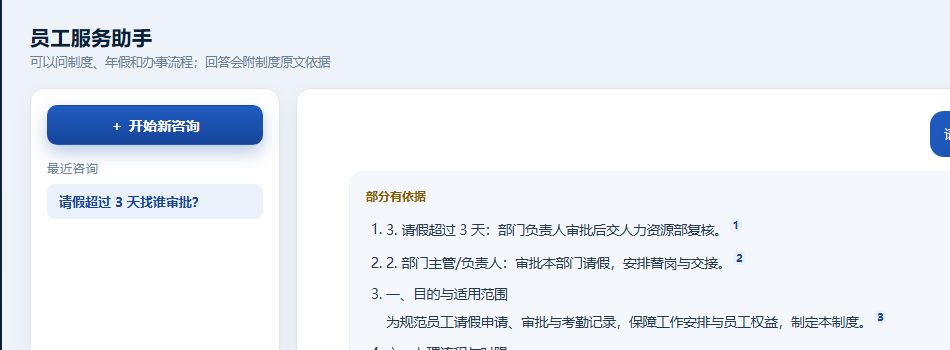 员工服务助手
可以问制度、年假和办事流程；回答会附制度原文依据
+ 开始新咨询
最近咨询
请假超过 3 天找谁审批？
部分有依据
1. 3. 请假超过 3 天：部门负责人审批后交人力资源部复核。 1
2. 2. 部门主管/负责人：审批本部门请假，安排替岗与交接。 2
3. 一、目的与适用范围
为规范员工请假申请、审批与考勤记录，保障工作安排与员工权益，制定本制度。 3